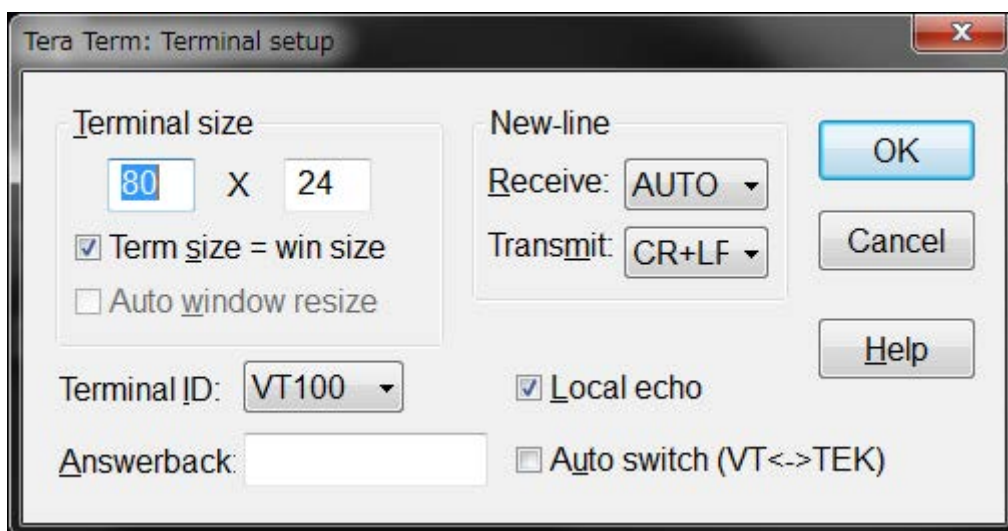 Tera Term: Terminal setup
Terminal size
80 X 24
Term size = win size
Auto window resize
New-line
Receive: AUTO
Transmit: CR+LF
OK
Cancel
Help
Terminal ID: VT100
Local echo
Answerback:
Auto switch (VT<->TEK)